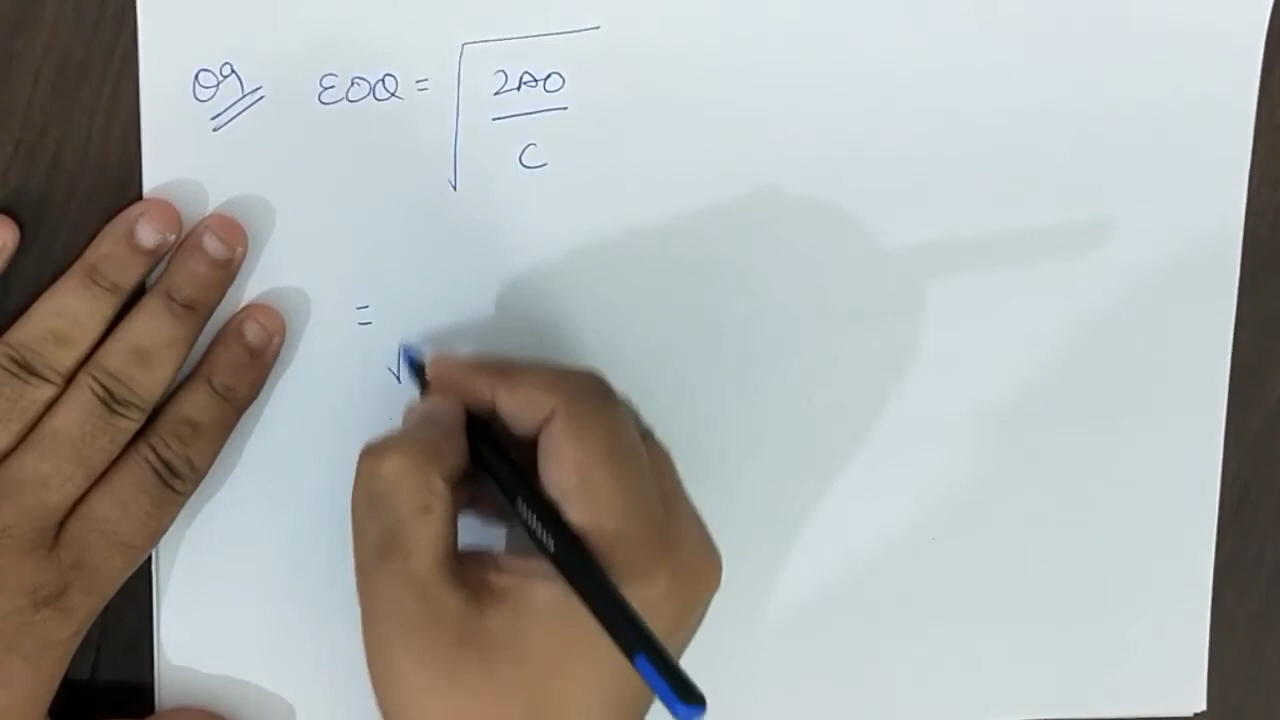 Q9 EOQ = √ 2AO
C
= √